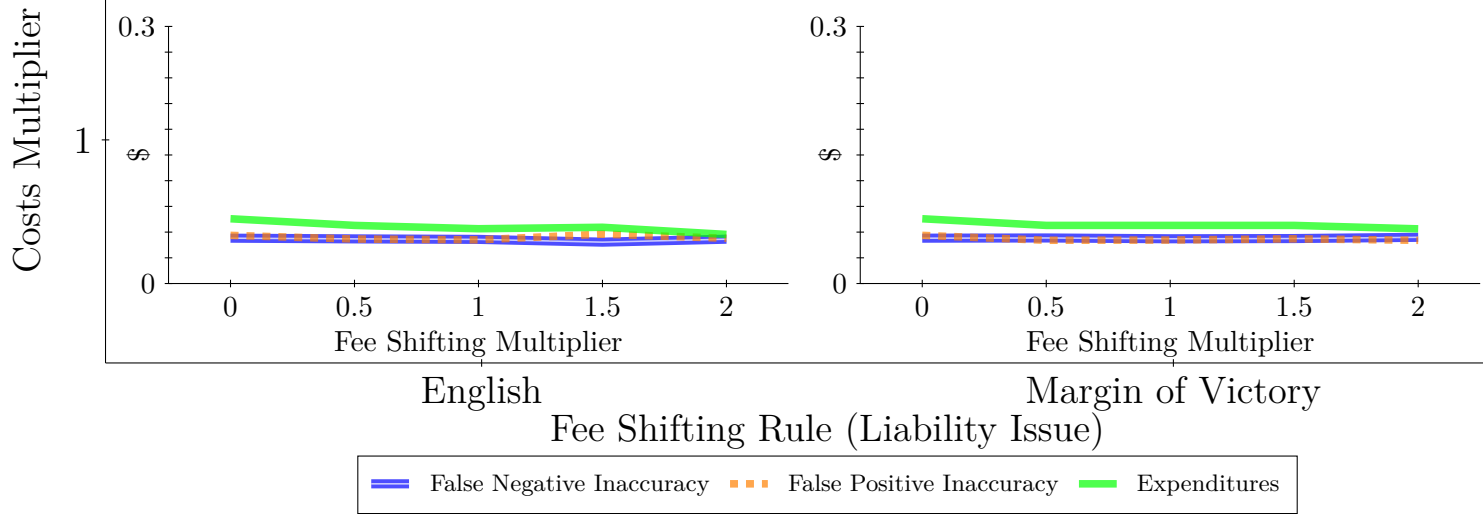 Costs Multiplier
1
0.3
$
0
0 0.5 1 1.5 2
Fee Shifting Multiplier
0.3
$
0
0 0.5 1 1.5 2
Fee Shifting Multiplier
English
Margin of Victory
Fee Shifting Rule (Liability Issue)
False Negative Inaccuracy False Positive Inaccuracy Expenditures